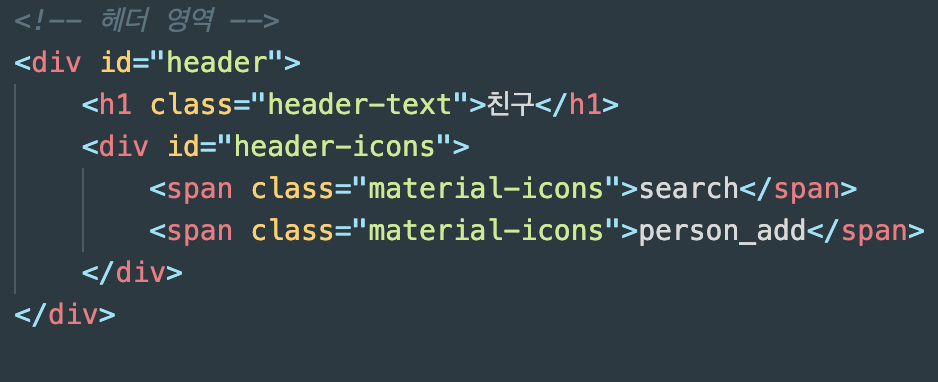 <!-- 헤더 영역 -->
<div id="header">
    <h1 class="header-text">친구</h1>
    <div id="header-icons">
        <span class="material-icons">search</span>
        <span class="material-icons">person_add</span>
    </div>
</div>